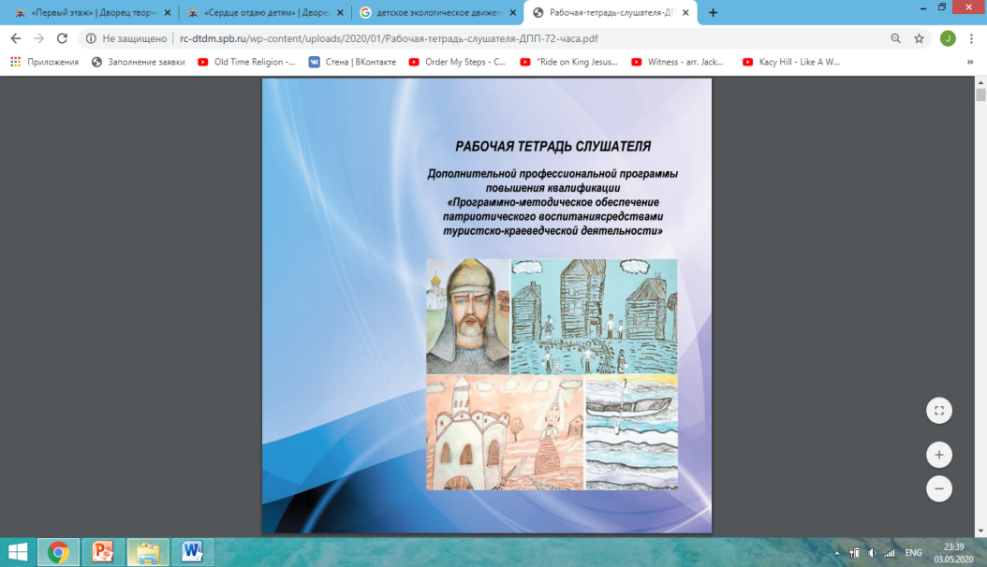 «Первый этаж» | Дворец творч
«Сердце отдаю детям» | Дворе
детское экологическое движен
Рабочая-тетрадь-слушателя-ДП
Не защищено | rc-dtdm.spb.ru/wp-content/uploads/2020/01/Рабочая-тетрадь-слушателя-ДПП-72-часа.pdf
J
Приложения
Заполнение заявки
Old Time Religion -...
Стена | ВКонтакте
Order My Steps - C...
"Ride on King Jesus...
Witness - arr. Jack...
Kacy Hill - Like A W...
»
РАБОЧАЯ ТЕТРАДЬ СЛУШАТЕЛЯ
Дополнительной профессиональной программы
повышения квалификации
«Программно-методическое обеспечение
патриотического воспитаниясредствами
туристско-краеведческой деятельности»
ENG
23:39
03.05.2020